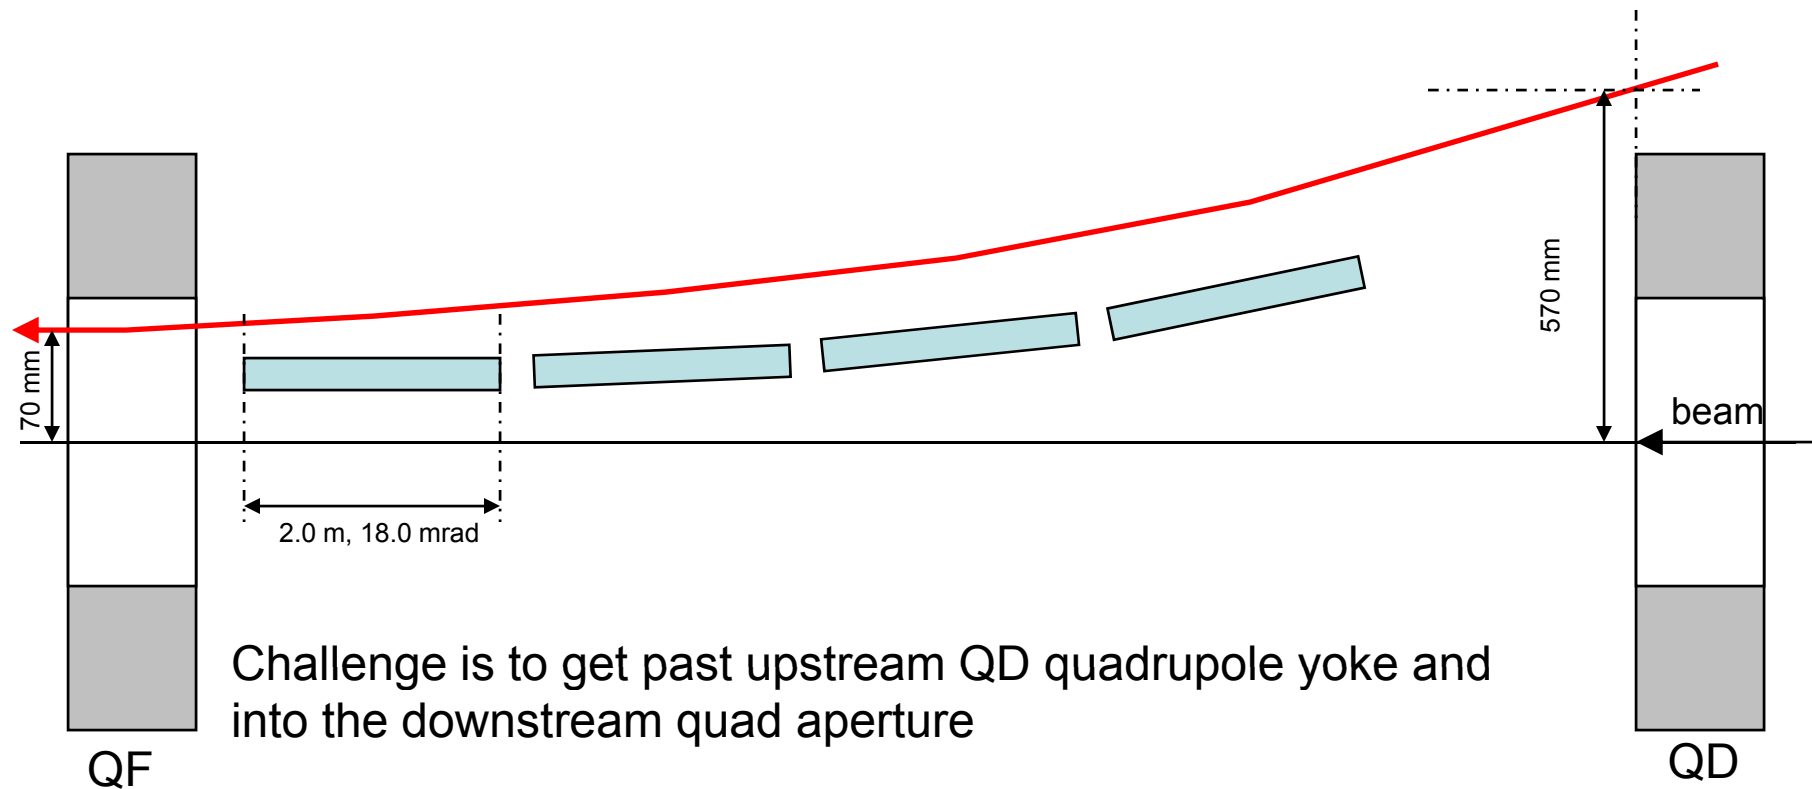 570 mm
70 mm
beam
2.0 m, 18.0 mrad
Challenge is to get past upstream QD quadrupole yoke and
into the downstream quad aperture
QF
QD